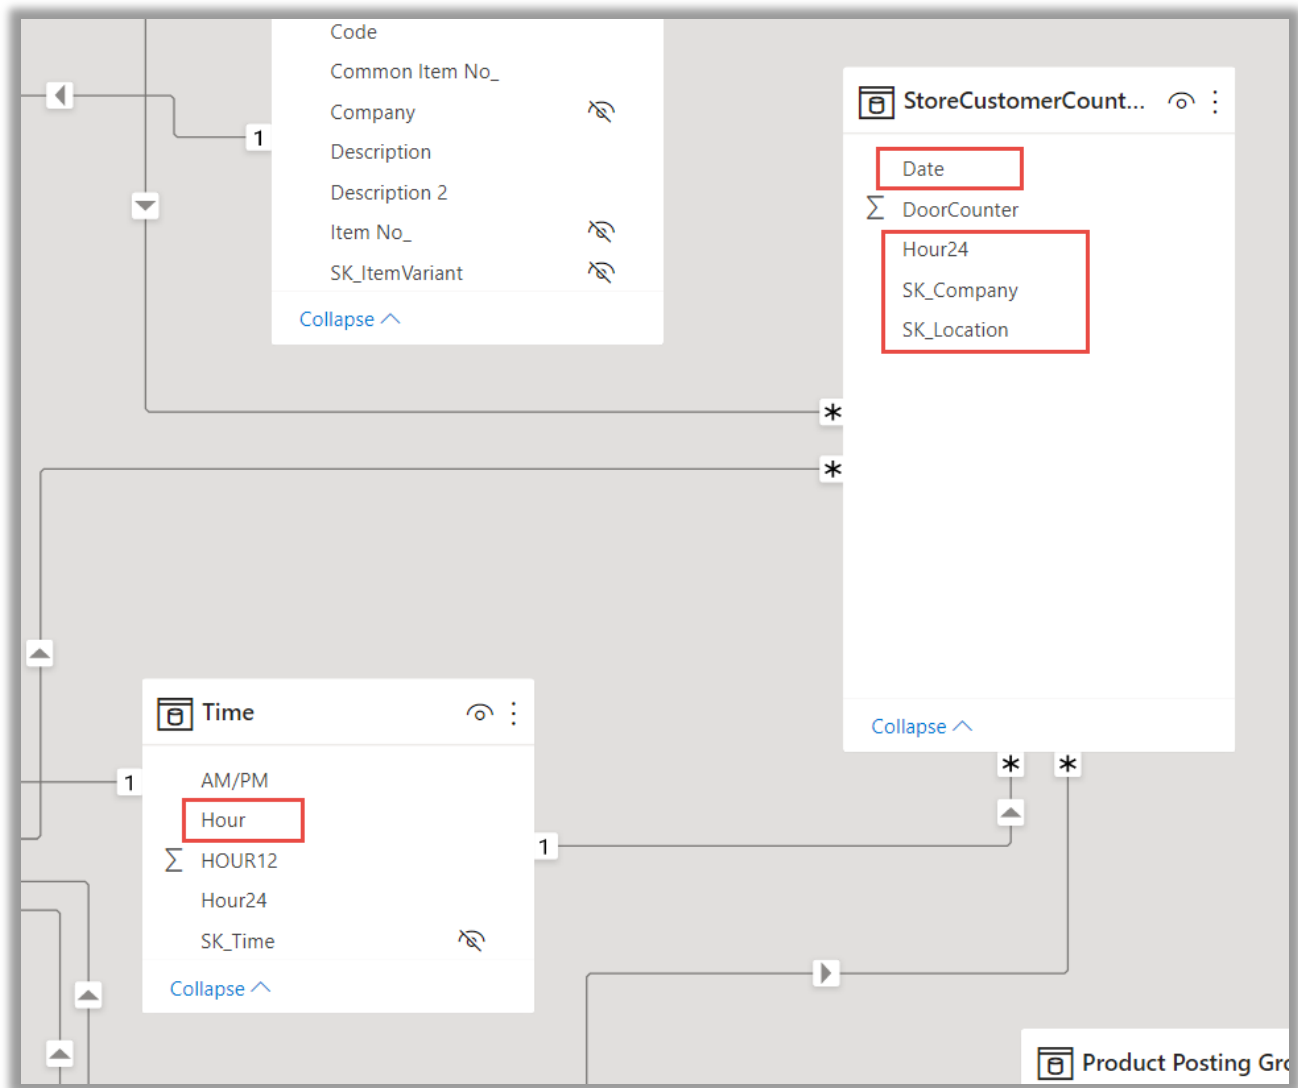 Code
Common Item No_
Company
1
Description
Description 2
Item No_
SK_ItemVariant
Collapse
StoreCustomerCount...
Date
DoorCounter
Hour24
SK_Company
SK_Location
*
*
Collapse
*
*
Time
1
AM/PM
Hour
1
HOUR12
Hour24
SK_Time
Collapse
Product Posting Gro